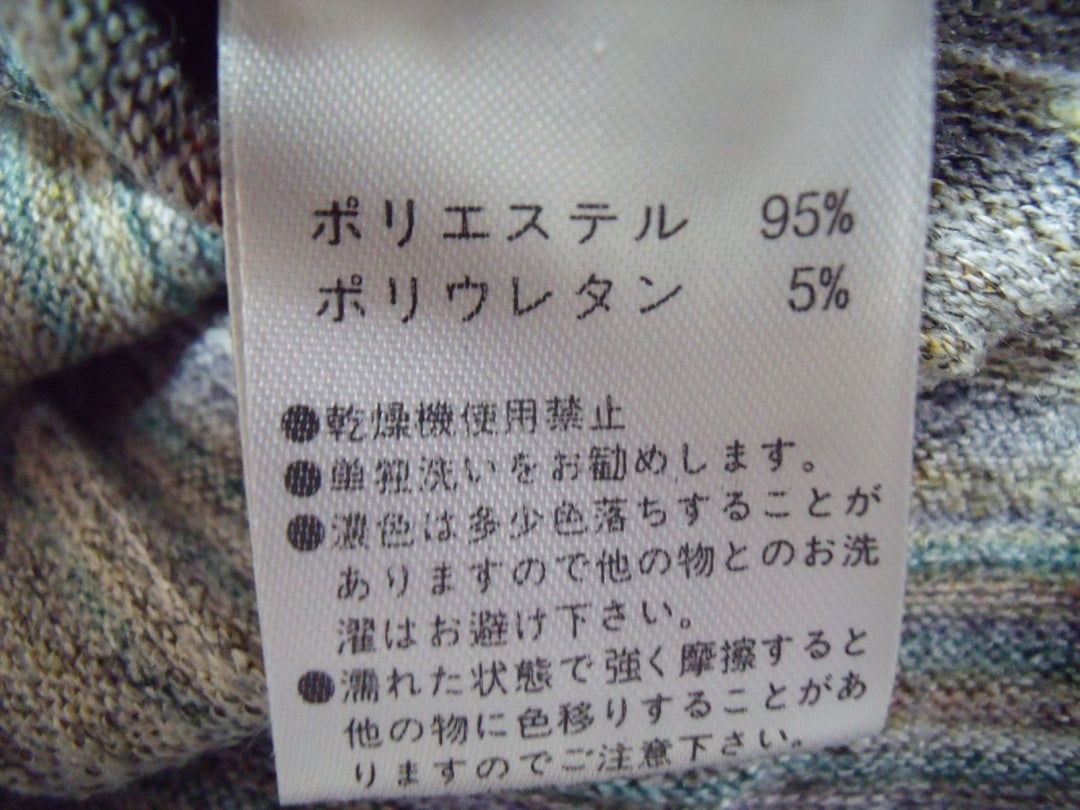 ポリエステル 95%
ポリウレタン 5%
●乾燥機使用禁止
●単独洗いをお勧めします。
●濃色は多少色落ちすることが
ありますので他の物とのお洗
濯はお避け下さい。
●濡れた状態で強く摩擦すると
他の物に色移りすることがあ
りますのでご注意下さい。